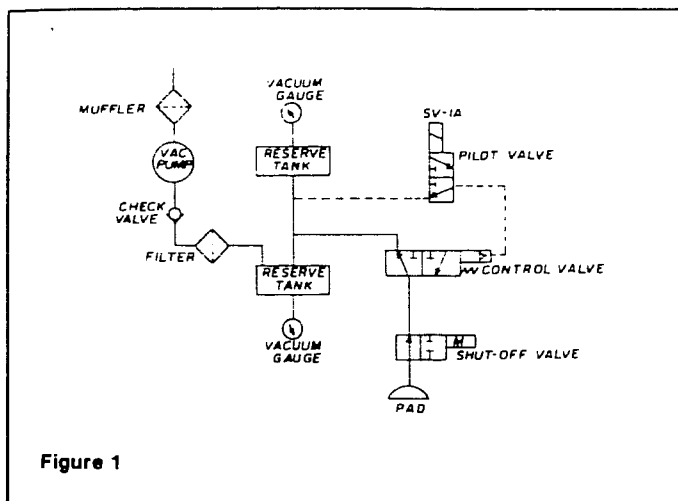 VACUUM
GAUGE
SV-1A
MUFFLER
PILOT VALVE
VAC
PUMP
RESERVE
TANK
CHECK
VALVE
FILTER
RESERVE
TANK
CONTROL VALVE
VACUUM
GAUGE
SHUT-OFF VALVE
PAD
Figure 1